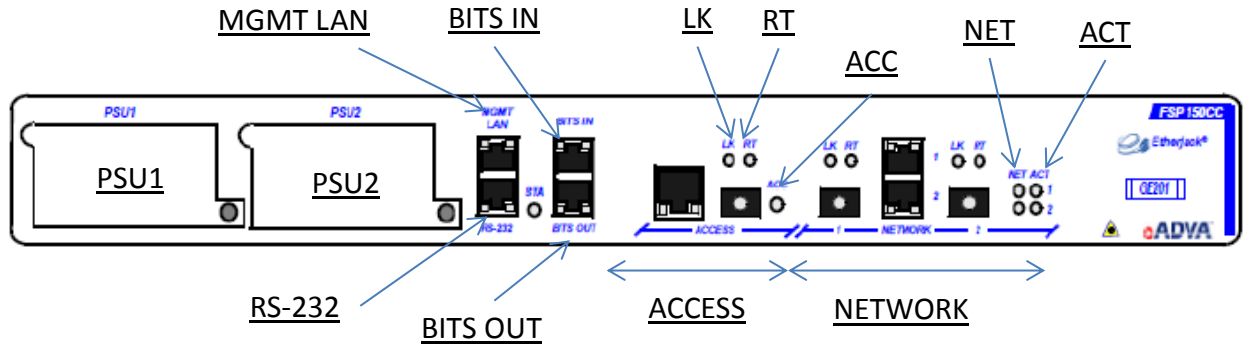 MGMT LAN
BITS IN
LK
RT
NET
ACT
ACC
PSU1
PSU2
MGMT
LAN
BITS IN
FSP 150CC
Etherjack®
LK RT
LK RT
1
LK RT
NET ACT
1
2
PSU1
PSU2
STA
ACC
2
GE201
RS-232
BITS OUT
ACCESS
1
NETWORK
2
ADVA™
RS-232
BITS OUT
ACCESS
NETWORK